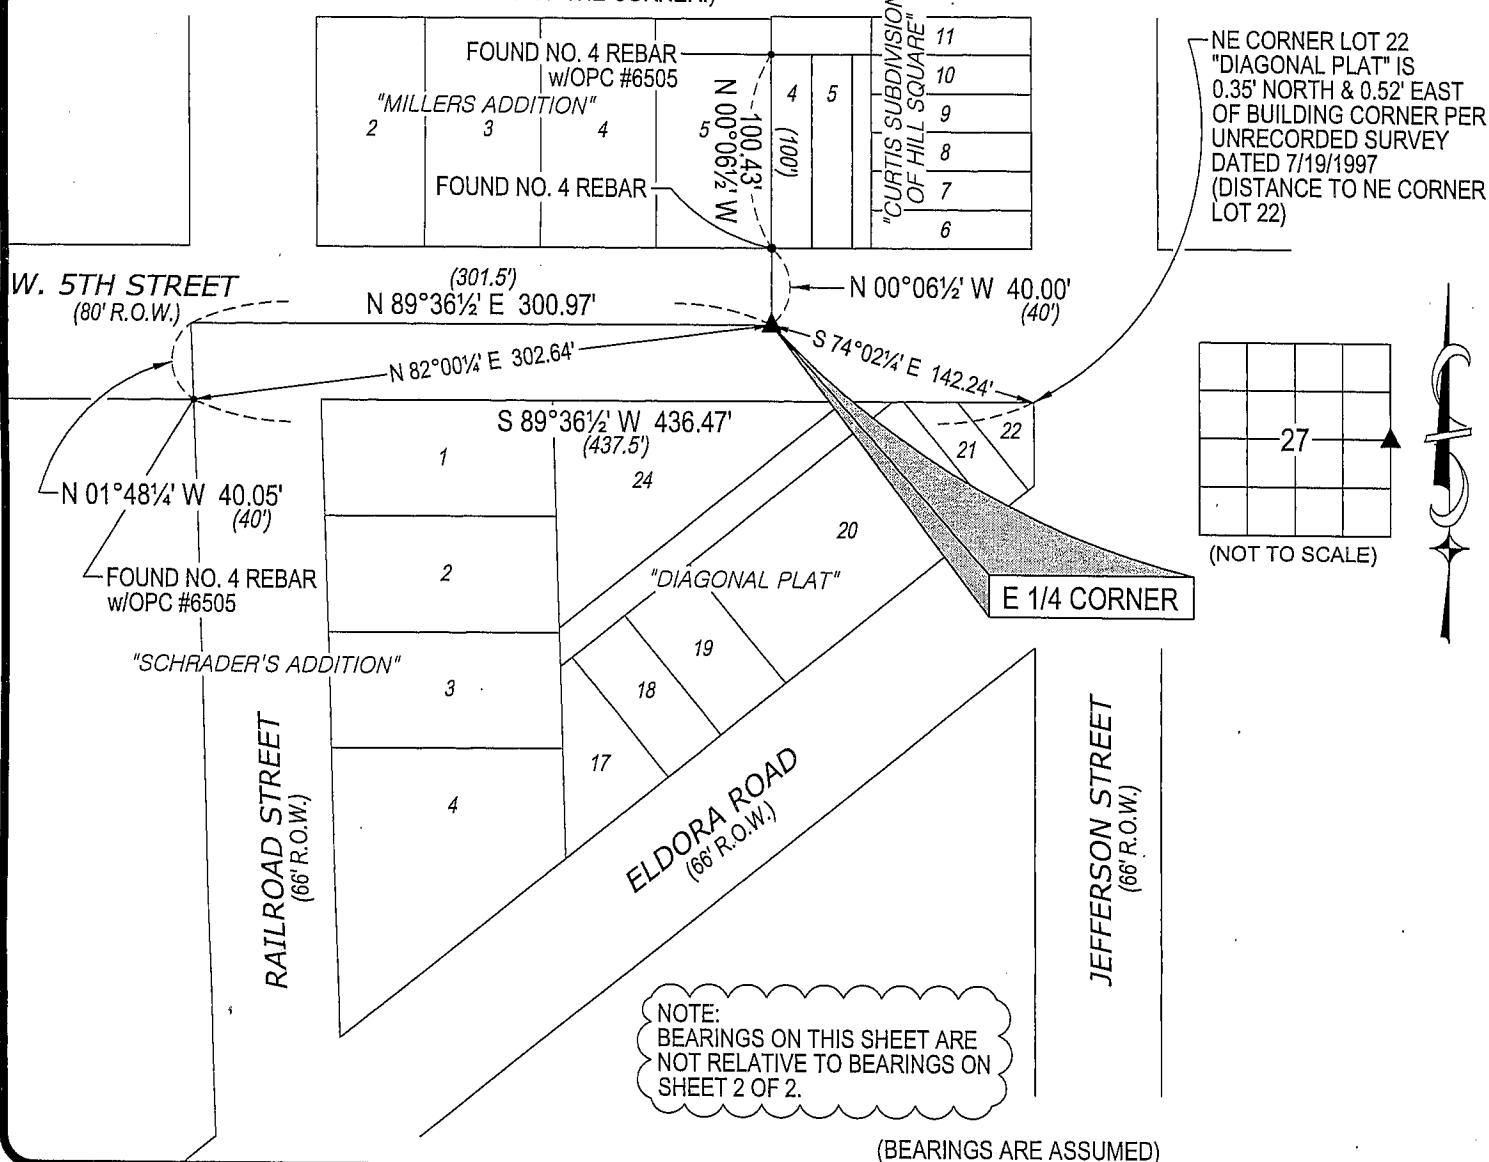 FOUND NO. 4 REBAR
w/OPC #6505
"MILLERS ADDITION"
2
3
4
5
N 00°06½' W
100.43'
(100')
4
5
"CURTIS SUBDIVISION
OF HILL SQUARE"
11
10
9
8
7
6
FOUND NO. 4 REBAR
NE CORNER LOT 22
"DIAGONAL PLAT" IS
0.35' NORTH & 0.52' EAST
OF BUILDING CORNER PER
UNRECORDED SURVEY
DATED 7/19/1997
(DISTANCE TO NE CORNER
LOT 22)
W. 5TH STREET
(80' R.O.W.)
(301.5')
N 89°36½' E 300.97'
N 00°06½' W 40.00'
(40')
N 82°00¼' E 302.64'
S 74°02¼' E 142.24'
S 89°36½' W 436.47'
(437.5')
N 01°48¼' W 40.05'
(40')
FOUND NO. 4 REBAR
w/OPC #6505
"SCHRADER'S ADDITION"
1
2
3
4
24
22
21
20
"DIAGONAL PLAT"
19
18
17
E 1/4 CORNER
27
(NOT TO SCALE)
RAILROAD STREET
(66' R.O.W.)
ELDORA ROAD
(66' R.O.W.)
JEFFERSON STREET
(66' R.O.W.)
NOTE:
BEARINGS ON THIS SHEET ARE
NOT RELATIVE TO BEARINGS ON
SHEET 2 OF 2.
(BEARINGS ARE ASSUMED)